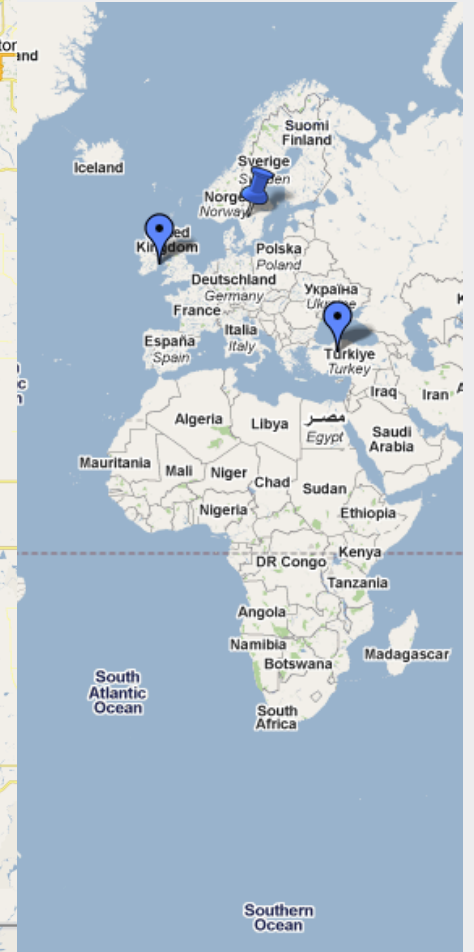 Iceland
Suomi
Finland
Sverige
Norge
Norway
Kingdom
Polska
Poland
Deutschland
Germany
Україна
France
Italia
Italy
España
Spain
Türkiye
Turkey
Iraq
Iran
Algeria
Libya
مصر
Egypt
Saudi
Arabia
Mauritania
Mali
Niger
Chad
Sudan
Nigeria
Ethiopia
Kenya
DR Congo
Tanzania
Angola
Namibia
Botswana
Madagascar
South
Atlantic
Ocean
South
Africa
Southern
Ocean